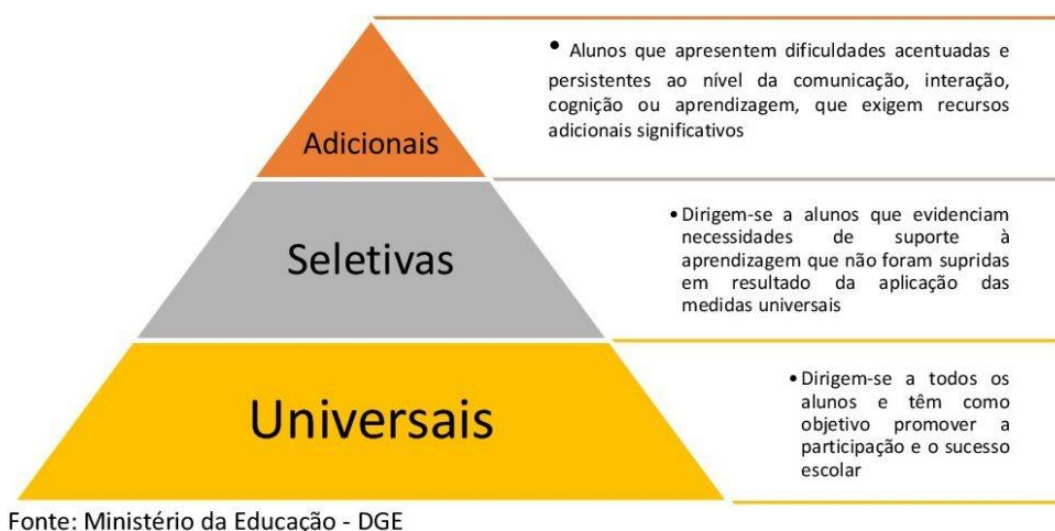 • Alunos que apresentem dificuldades acentuadas e
persistentes ao nível da comunicação, interação,
cognição ou aprendizagem, que exigem recursos
adicionais significativos
Adicionais
• Dirigem-se a alunos que evidenciam
necessidades de suporte à
aprendizagem que não foram supridas
em resultado da aplicação das
medidas universais
Seletivas
• Dirigem-se a todos os
alunos e têm como
objetivo promover a
participação e o sucesso
escolar
Universais
Fonte: Ministério da Educação - DGE